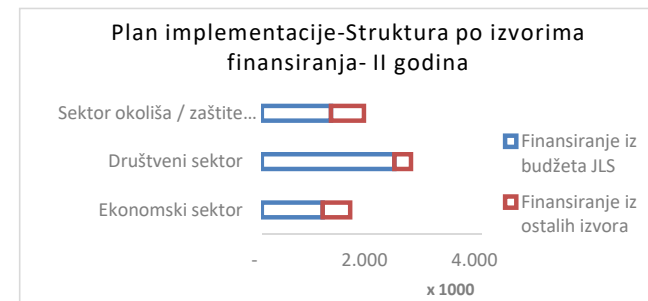 Plan implementacije-Struktura po izvorima
finansiranja- II godina
Sektor okoliša / zaštite…
Društveni sektor
Ekonomski sektor
Finansiranje iz
budžeta JLS
Finansiranje iz
ostalih izvora
- 2.000 4.000
x 1000